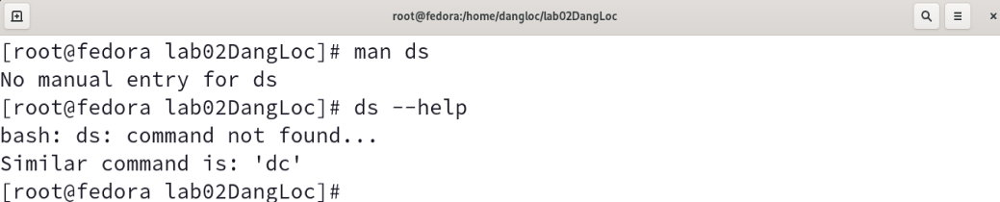 root@fedora:/home/dangloc/lab02DangLoc
[root@fedora lab02DangLoc]# man ds
No manual entry for ds
[root@fedora lab02DangLoc]# ds --help
bash: ds: command not found...
Similar command is: 'dc'
[root@fedora lab02DangLoc]#